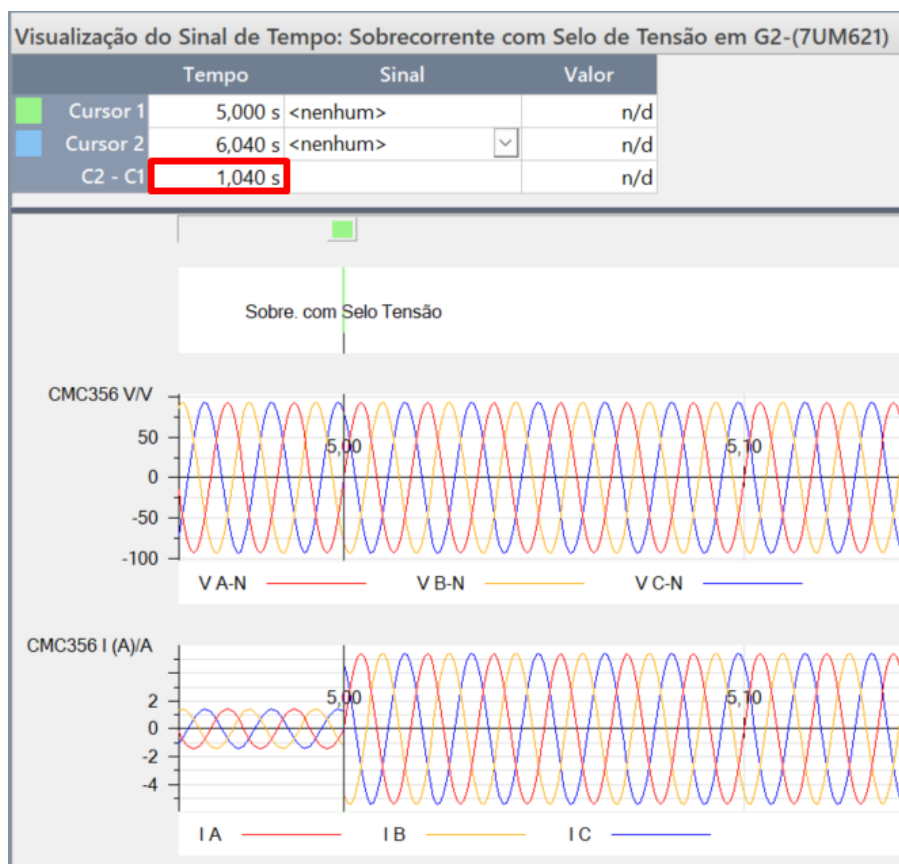 Visualização do Sinal de Tempo: Sobrecorrente com Selo de Tensão em G2-(7UM621)
Tempo Sinal Valor
Cursor 1 5,000 s <nenhum> n/d
Cursor 2 6,040 s <nenhum> n/d
C2 - C1 1,040 s n/d
Sobre. com Selo Tensão
CMC356 V/V
50
5,00 5,10
0
-50
-100
V A-N V B-N V C-N
CMC356 I (A)/A
2
5,00 5,10
0
-2
-4
I A I B I C